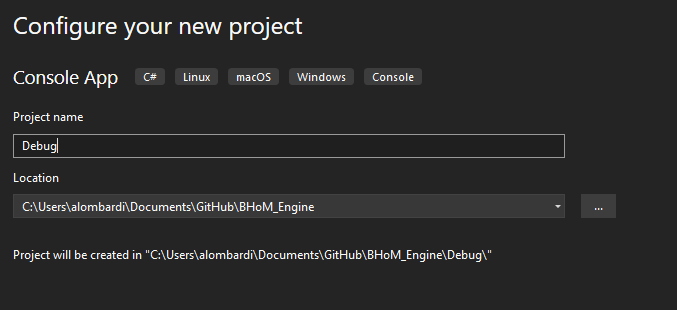 Configure your new project
Console App C# Linux macOS Windows Console
Project name
Debug
Location
C:\Users\alombardi\Documents\GitHub\BHoM_Engine ...
Project will be created in "C:\Users\alombardi\Documents\GitHub\BHoM_Engine\Debug\"